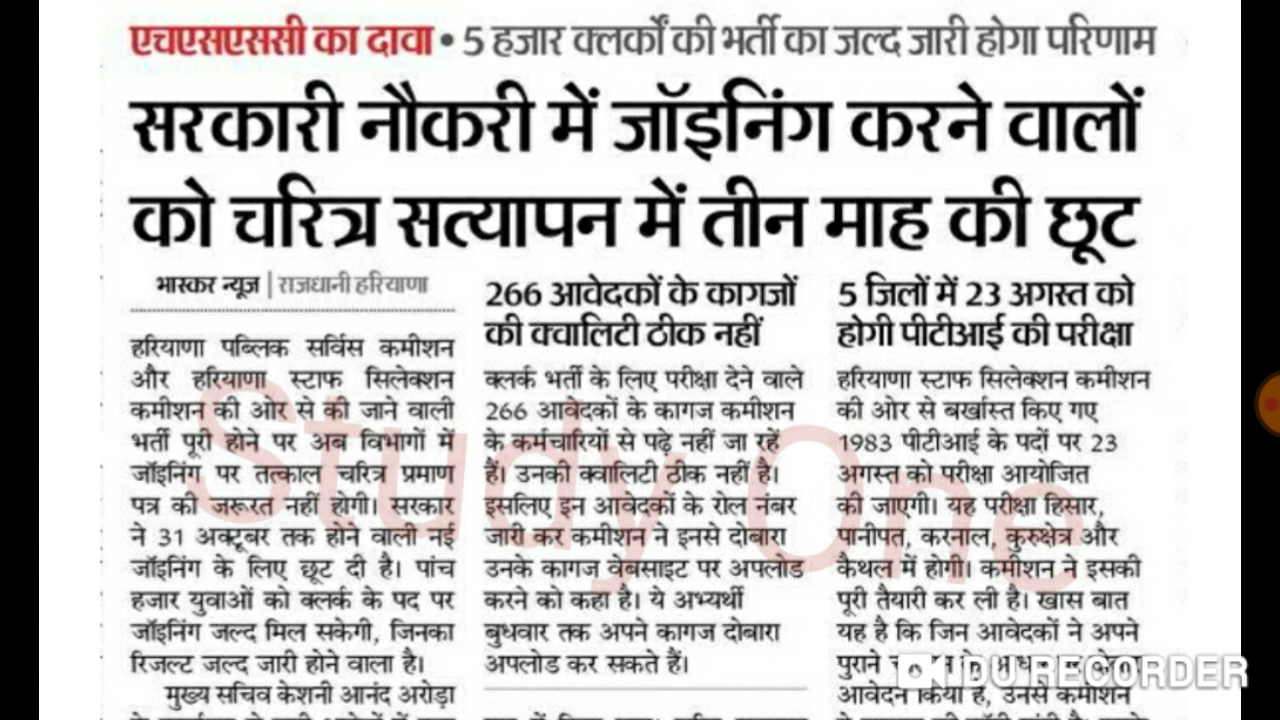 एचएसएससी का दावा • 5 हजार क्लर्कों की भर्ती का जल्द जारी होगा परिणाम
सरकारी नौकरी में जॉइनिंग करने वालों
को चरित्र सत्यापन में तीन माह की छूट
भास्कर न्यूज | राजधानी हरियाणा
हरियाणा पब्लिक सर्विस कमीशन
और हरियाणा स्टाफ सिलेक्शन
कमीशन की ओर से की जाने वाली
भर्ती पूरी होने पर अब विभागों में
जॉइनिंग पर तत्काल चरित्र प्रमाण
पत्र की जरूरत नहीं होगी। सरकार
ने 31 अक्टूबर तक होने वाली नई
जॉइनिंग के लिए छूट दी है। पांच
हजार युवाओं को क्लर्क के पद पर
जॉइनिंग जल्द मिल सकेगी, जिनका
रिजल्ट जल्द जारी होने वाला है।
मुख्य सचिव केशनी आनंद अरोड़ा
266 आवेदकों के कागजों
की क्वालिटी ठीक नहीं
क्लर्क भर्ती के लिए परीक्षा देने वाले
266 आवेदकों के कागज कमीशन
के कर्मचारियों से पढ़े नहीं जा रहें
हैं। उनकी क्वालिटी ठीक नहीं है।
इसलिए इन आवेदकों के रोल नंबर
जारी कर कमीशन ने इनसे दोबारा
उनके कागज वेबसाइट पर अपलोड
करने को कहा है। ये अभ्यर्थी
बुधवार तक अपने कागज दोबारा
अपलोड कर सकते हैं।
5 जिलों में 23 अगस्त को
होगी पीटीआई की परीक्षा
हरियाणा स्टाफ सिलेक्शन कमीशन
की ओर से बर्खास्त किए गए
1983 पीटीआई के पदों पर 23
अगस्त को परीक्षा आयोजित
की जाएगी। यह परीक्षा हिसार,
पानीपत, करनाल, कुरुक्षेत्र और
कैथल में होगी। कमीशन ने इसकी
पूरी तैयारी कर ली है। खास बात
यह है कि जिन आवेदकों ने अपने
पुराने
आवेदन किया है, उनसे कमीशन
Study One
DU RECORDER